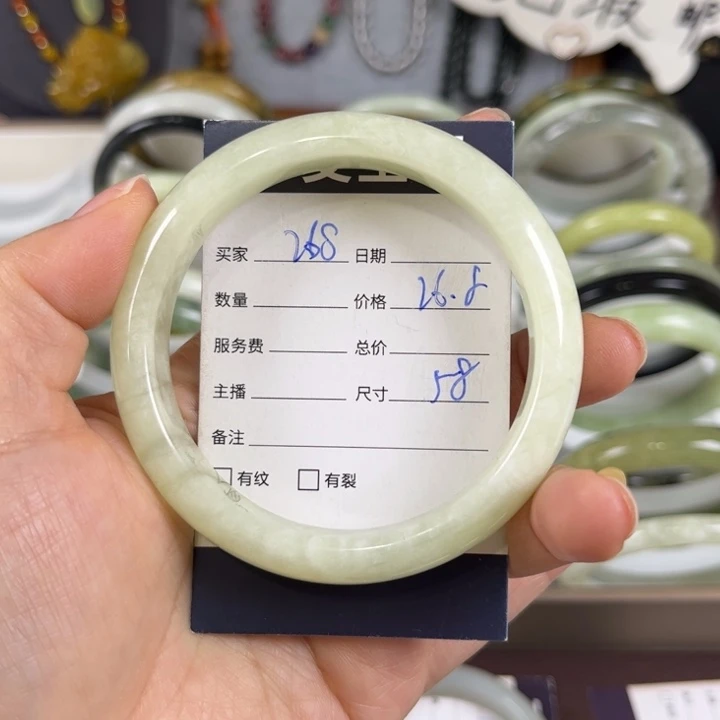 买家 268 日期
数量 价格 26.8
服务费 总价
主播 尺寸 58
备注
□有纹 □有裂